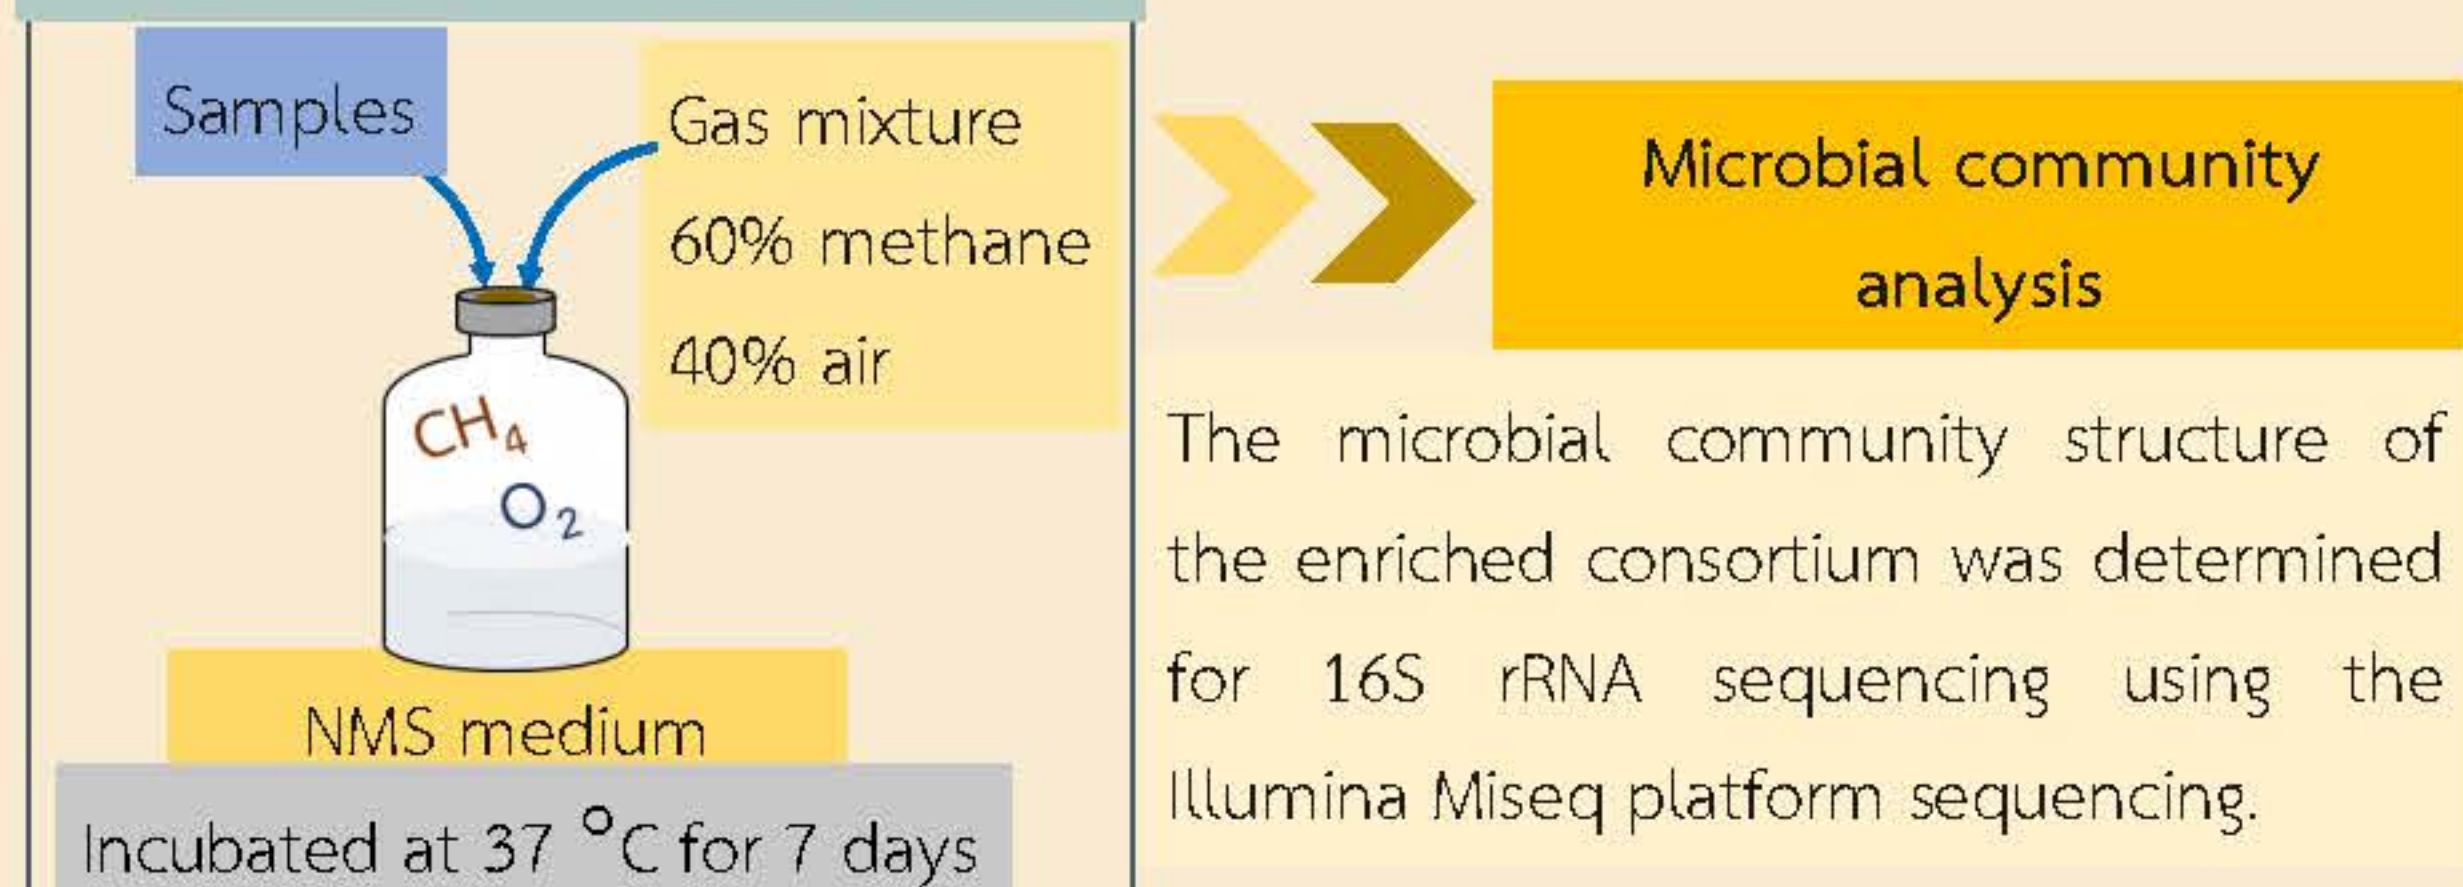 Samples
Gas mixture
60% methane
40% air
CH₄
O₂
NMS medium
Incubated at 37 °C for 7 days
Microbial community
analysis
The microbial community structure of
the enriched consortium was determined
for 16S rRNA sequencing using the
Illumina Miseq platform sequencing.